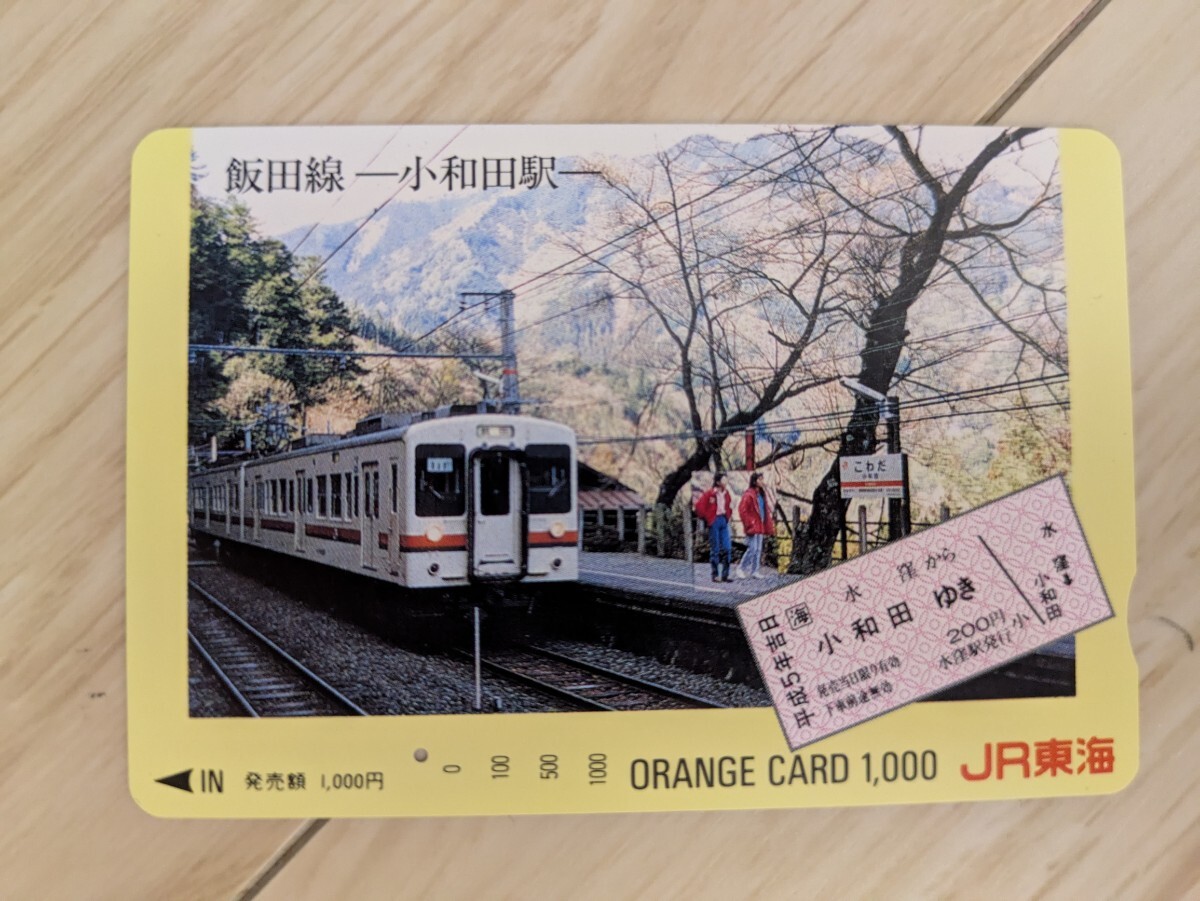 飯田線 ―小和田駅―
こわだ
小和田
平成5年吉日
海 水窪から
小和田 ゆき
200円
発売当日限り有効
下車前途無効
水窪駅発行
小
水窪
小和田
IN 発売額 1,000円
0 100 500 1000
ORANGE CARD 1,000
JR東海